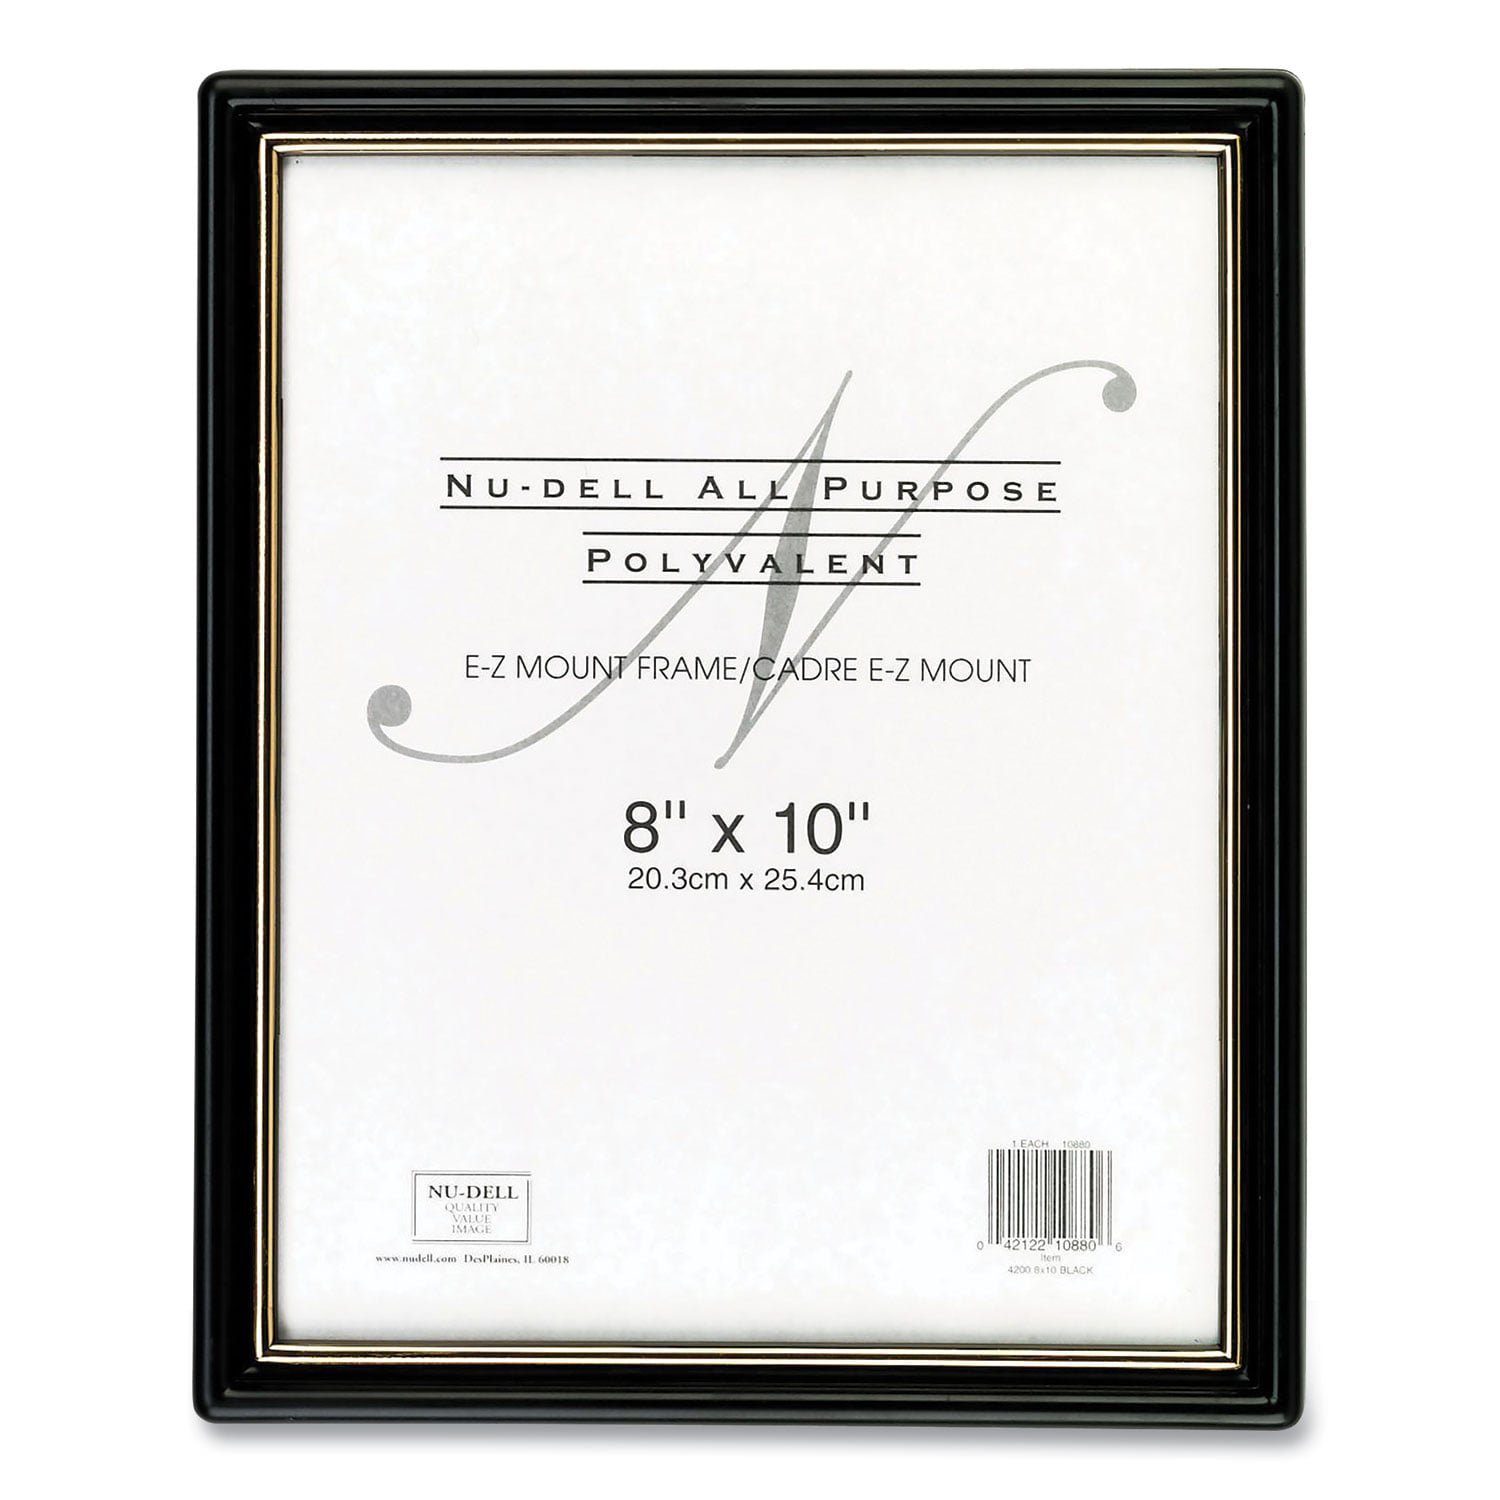 NU-DELL ALL PURPOSE
POLYVALENT
E-Z MOUNT FRAME/CADRE E-Z MOUNT
8" x 10"
20.3cm x 25.4cm
1 EACH 10880
NU-DELL
QUALITY
VALUE
IMAGE
www.nudell.com DesPlaines, IL 60018
0 42122 10880 6
Item
4200 8x10 BLACK